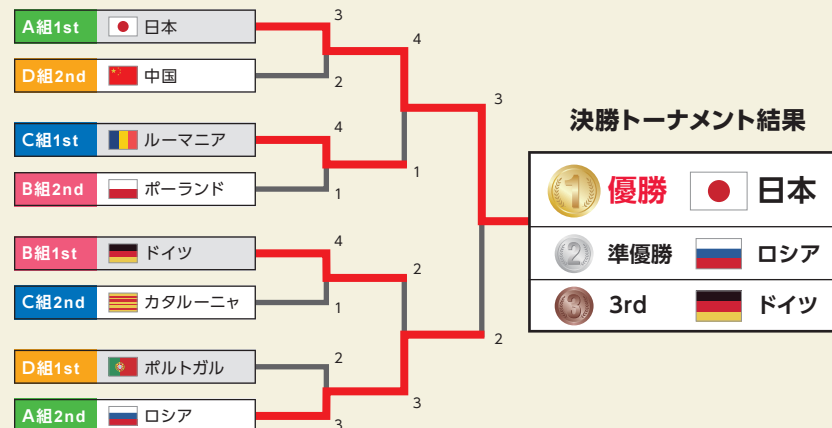 A組1st 日本
3
4
D組2nd 中国
2
3
C組1st ルーマニア
4
B組2nd ポーランド
1
1
B組1st ドイツ
4
2
C組2nd カタルーニャ
1
2
D組1st ポルトガル
2
3
A組2nd ロシア
3
決勝トーナメント結果
1 優勝 日本
2 準優勝 ロシア
3 3rd ドイツ